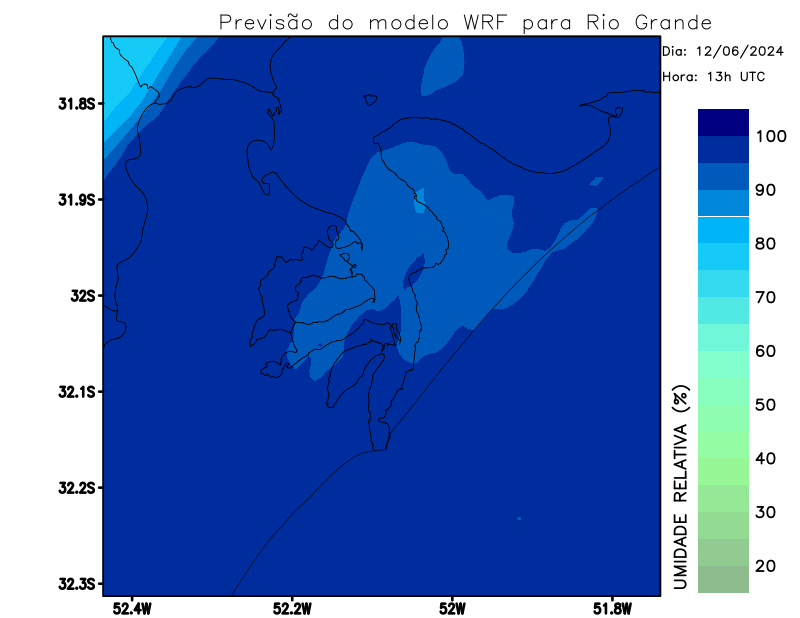 Previsão do modelo WRF para Rio Grande
Dia: 12/06/2024
Hora: 13h UTC
31.8S
31.9S
32S
32.1S
32.2S
32.3S
52.4W
52.2W
52W
51.8W
UMIDADE RELATIVA (%)
100
90
80
70
60
50
40
30
20